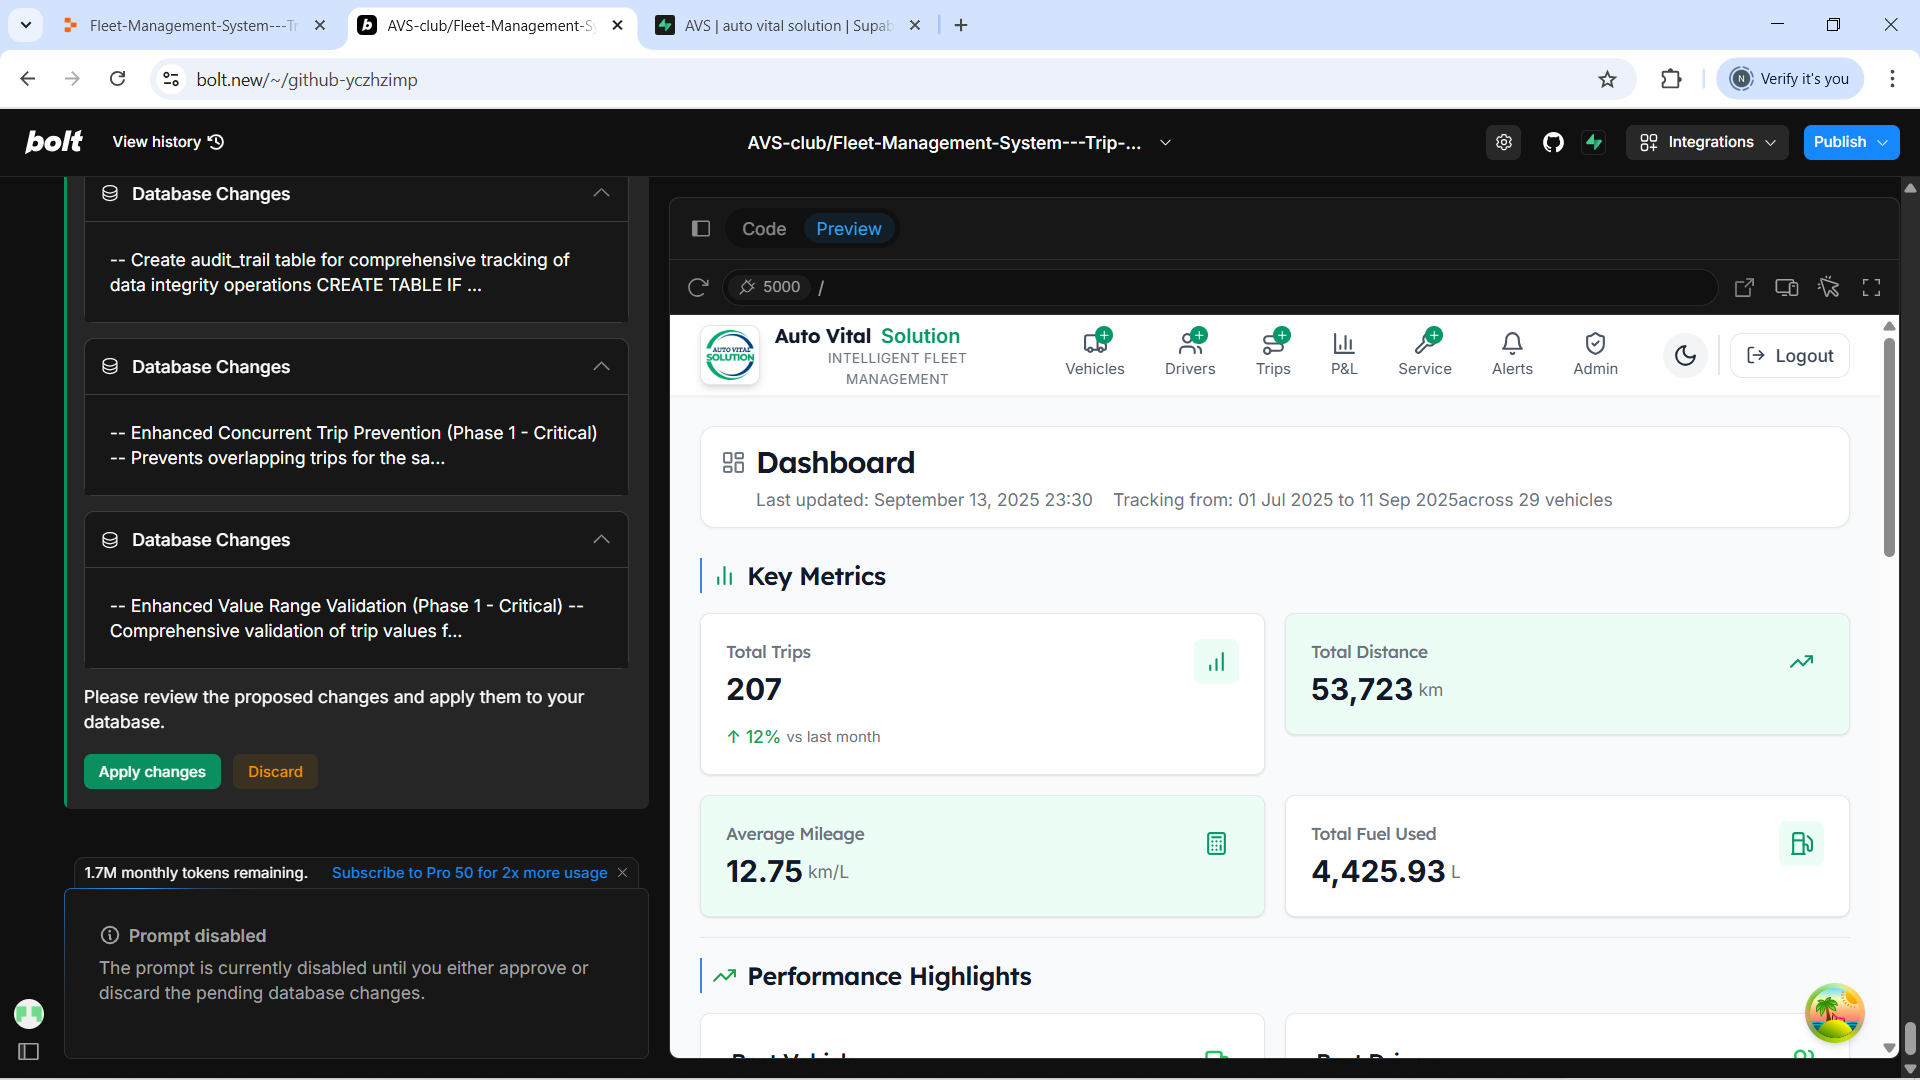 Fleet-Management-System---Tr
AVS-club/Fleet-Management-Sy
AVS | auto vital solution | Supab
bolt.new/~/github-yczhzimp
N
Verify it's you
bolt
View history
AVS-club/Fleet-Management-System---Trip-...
Integrations
Publish
Database Changes
-- Create audit_trail table for comprehensive tracking of
data integrity operations CREATE TABLE IF ...
Database Changes
-- Enhanced Concurrent Trip Prevention (Phase 1 - Critical)
-- Prevents overlapping trips for the sa...
Database Changes
-- Enhanced Value Range Validation (Phase 1 - Critical) --
Comprehensive validation of trip values f...
Please review the proposed changes and apply them to your
database.
Apply changes
Discard
1.7M monthly tokens remaining.
Subscribe to Pro 50 for 2x more usage
Prompt disabled
The prompt is currently disabled until you either approve or
discard the pending database changes.
Code
Preview
5000
/
AUTO VITAL
SOLUTION
Auto Vital Solution
INTELLIGENT FLEET
MANAGEMENT
Vehicles
Drivers
Trips
P&L
Service
Alerts
Admin
Logout
Dashboard
Last updated: September 13, 2025 23:30
Tracking from: 01 Jul 2025 to 11 Sep 2025across 29 vehicles
Key Metrics
Total Trips
207
↑ 12% vs last month
Total Distance
53,723 km
Average Mileage
12.75 km/L
Total Fuel Used
4,425.93 L
Performance Highlights